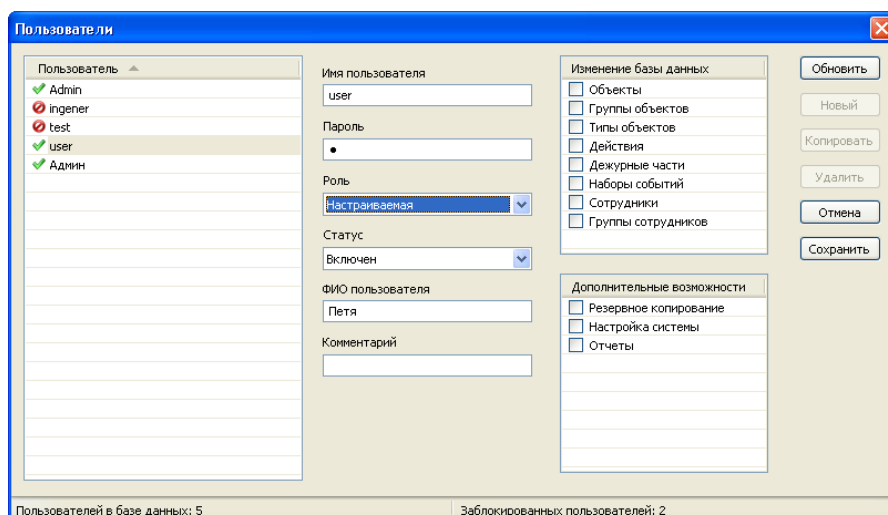 Пользователи
Пользователь
Admin
ingener
test
user
Админ
Имя пользователя
user
Пароль
Роль
Настраиваемая
Статус
Включен
ФИО пользователя
Петя
Комментарий
Изменение базы данных
Объекты
Группы объектов
Типы объектов
Действия
Дежурные части
Наборы событий
Сотрудники
Группы сотрудников
Дополнительные возможности
Резервное копирование
Настройка системы
Отчеты
Обновить
Новый
Копировать
Удалить
Отмена
Сохранить
Пользователей в базе данных: 5
Заблокированных пользователей: 2